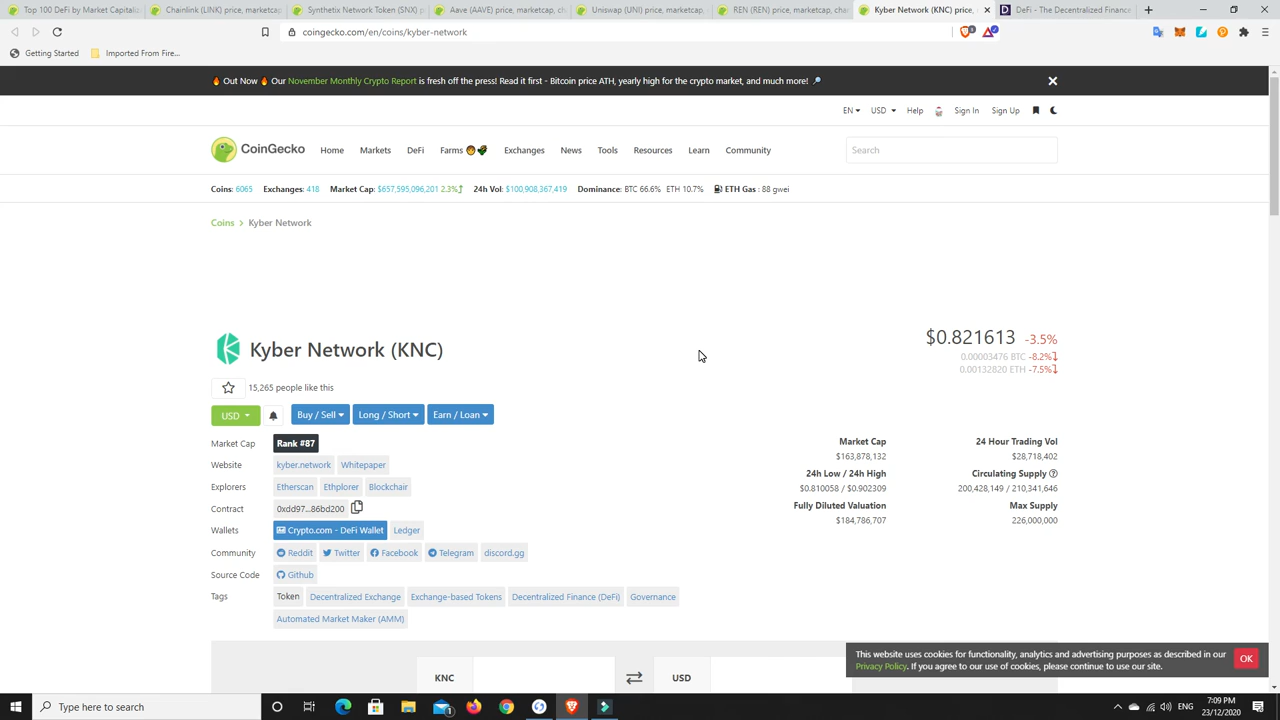 Top 100 DeFi by Market Capitaliz
Chainlink (LINK) price, marketcap
Synthetix Network Token (SNX) p
Aave (AAVE) price, marketcap, ch
Uniswap (UNI) price, marketcap,
REN (REN) price, marketcap, char
Kyber Network (KNC) price,
DeFi - The Decentralized Finance
coingecko.com/en/coins/kyber-network
Getting Started
Imported From Fire...
Out Now Our November Monthly Crypto Report is fresh off the press! Read it first - Bitcoin price ATH, yearly high for the crypto market, and much more!
EN USD Help Sign In Sign Up
CoinGecko Home Markets DeFi Farms Exchanges News Tools Resources Learn Community Search
Coins: 6065 Exchanges: 418 Market Cap: $657,595,096,201 2.3% 24h Vol: $100,908,367,419 Dominance: BTC 66.6% ETH 10.7% ETH Gas : 88 gwei
Coins > Kyber Network
Kyber Network (KNC)
$0.821613 -3.5%
0.00003476 BTC -8.2%
0.00132820 ETH -7.5%
15,265 people like this
USD Buy / Sell Long / Short Earn / Loan
Market Cap Rank #87
Website kyber.network Whitepaper
Explorers Etherscan Ethplorer Blockchair
Contract 0xdd97...86bd200
Wallets Crypto.com - DeFi Wallet Ledger
Community Reddit Twitter Facebook Telegram discord.gg
Source Code Github
Tags Token Decentralized Exchange Exchange-based Tokens Decentralized Finance (DeFi) Governance
Automated Market Maker (AMM)
Market Cap 24 Hour Trading Vol
$163,878,132 $28,718,402
24h Low / 24h High Circulating Supply
$0.810058 / $0.902309 200,428,149 / 210,341,646
Fully Diluted Valuation Max Supply
$184,786,707 226,000,000
KNC USD
This website uses cookies for functionality, analytics and advertising purposes as described in our
Privacy Policy. If you agree to our use of cookies, please continue to use our site.
OK
Type here to search
ENG
7:09 PM
23/12/2020